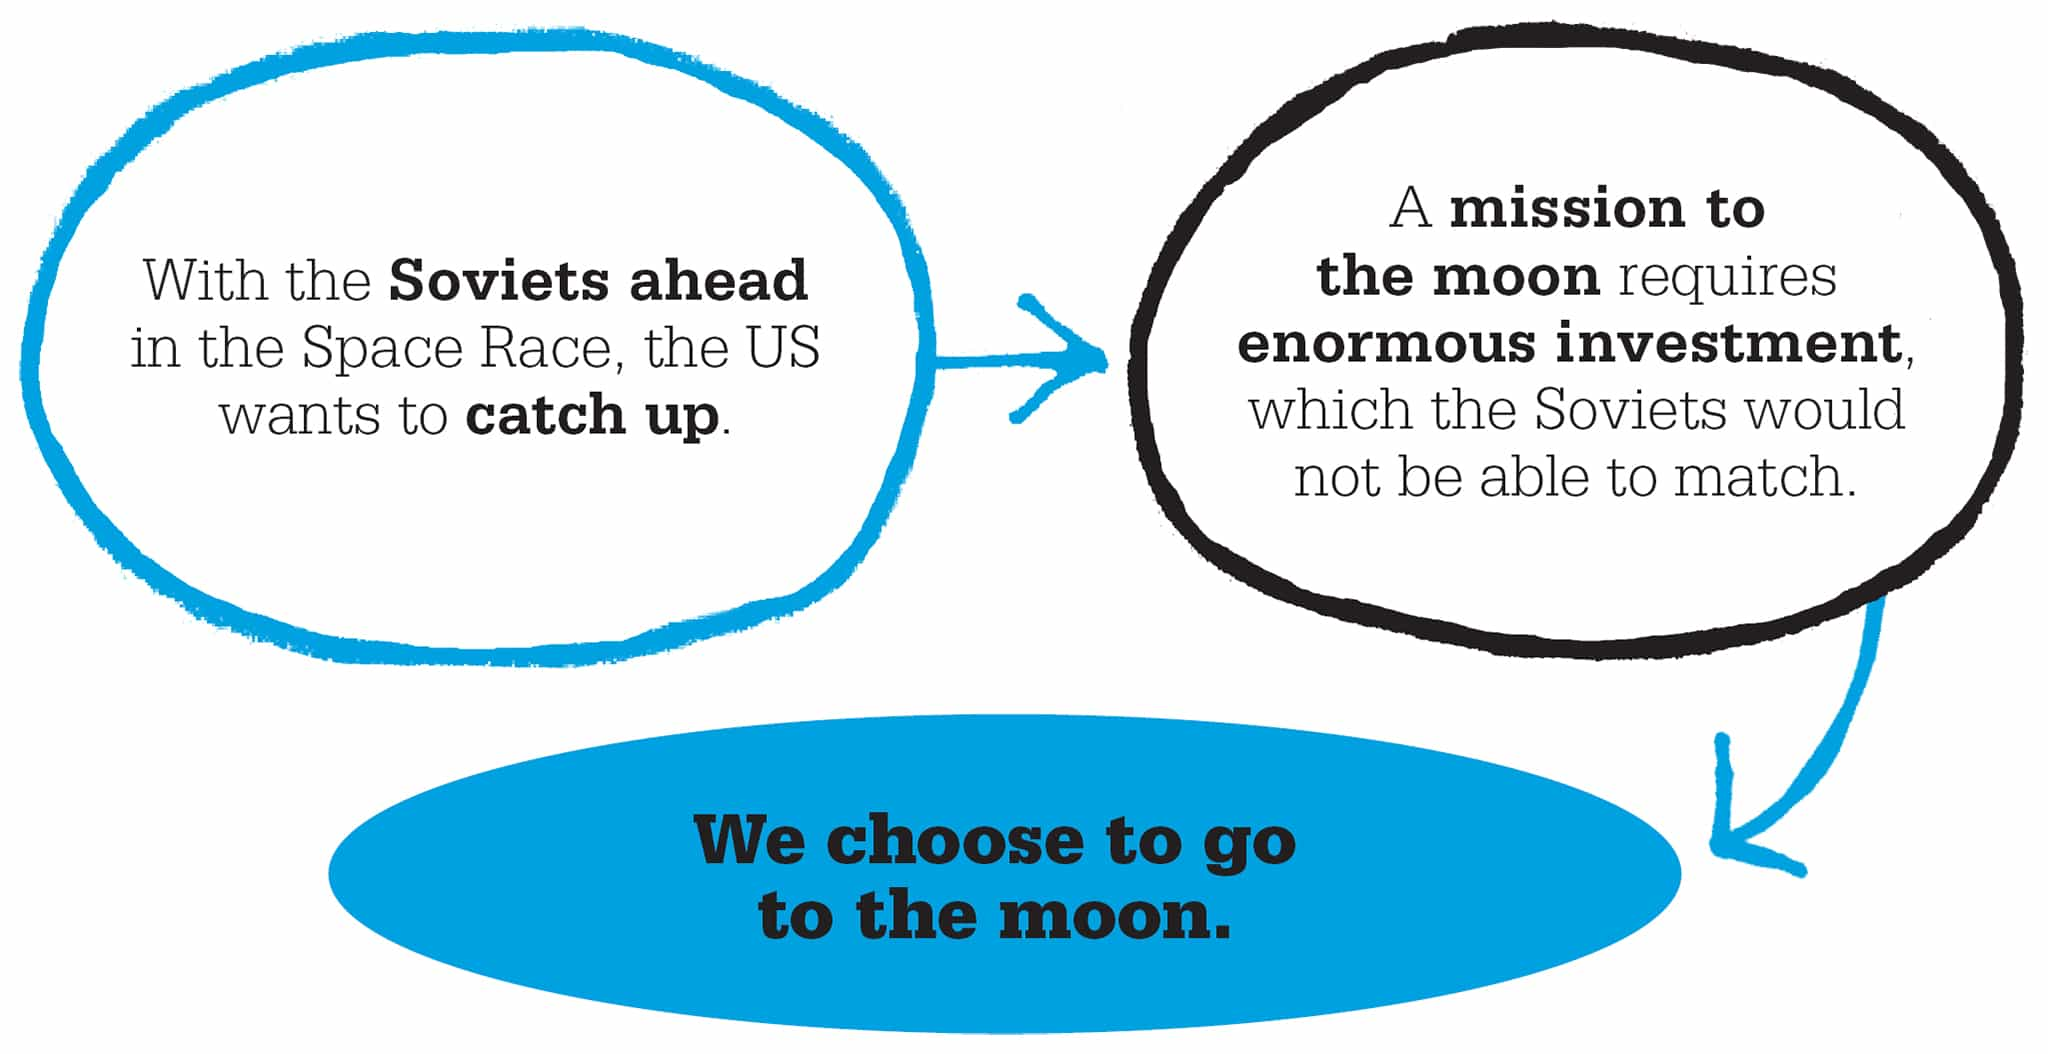 With the Soviets ahead
in the Space Race, the US
wants to catch up.
A mission to
the moon requires
enormous investment,
which the Soviets would
not be able to match.
We choose to go
to the moon.